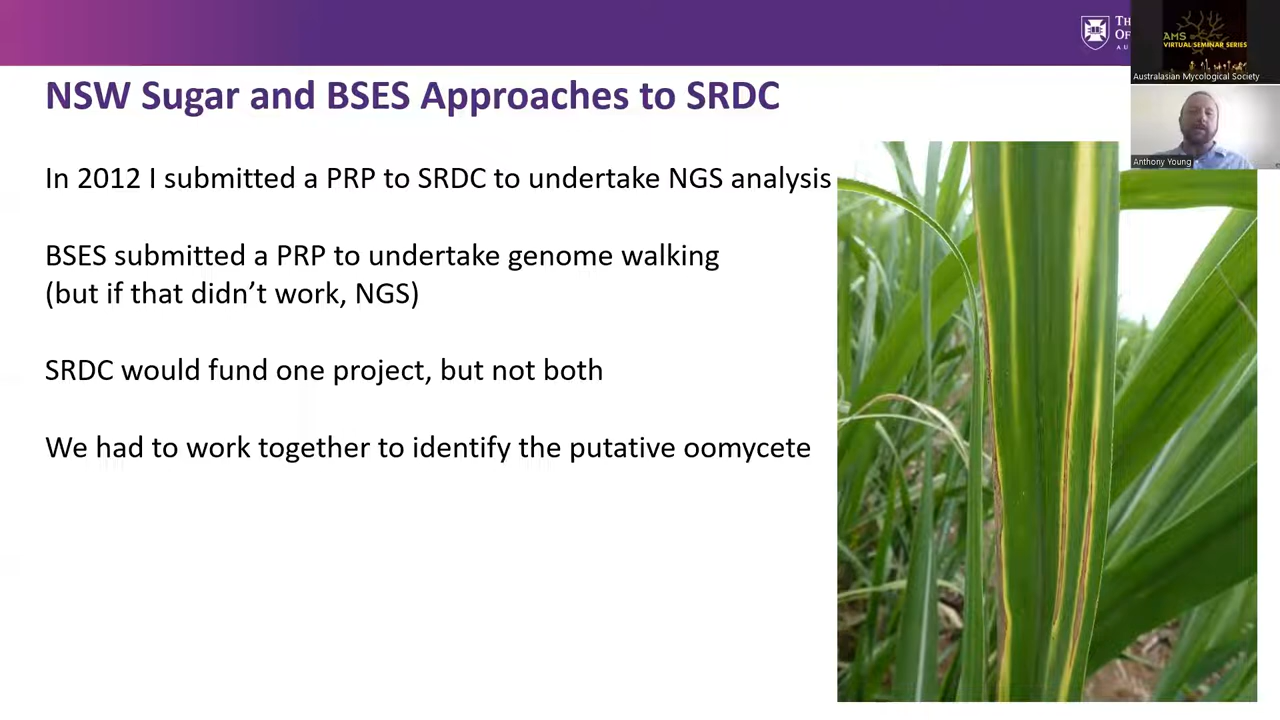 NSW Sugar and BSES Approaches to SRDC
In 2012 I submitted a PRP to SRDC to undertake NGS analysis
BSES submitted a PRP to undertake genome walking
(but if that didn't work, NGS)
SRDC would fund one project, but not both
We had to work together to identify the putative oomycete
AMS
VIRTUAL SEMINAR SERIES
Australasian Mycological Society
Anthony Young